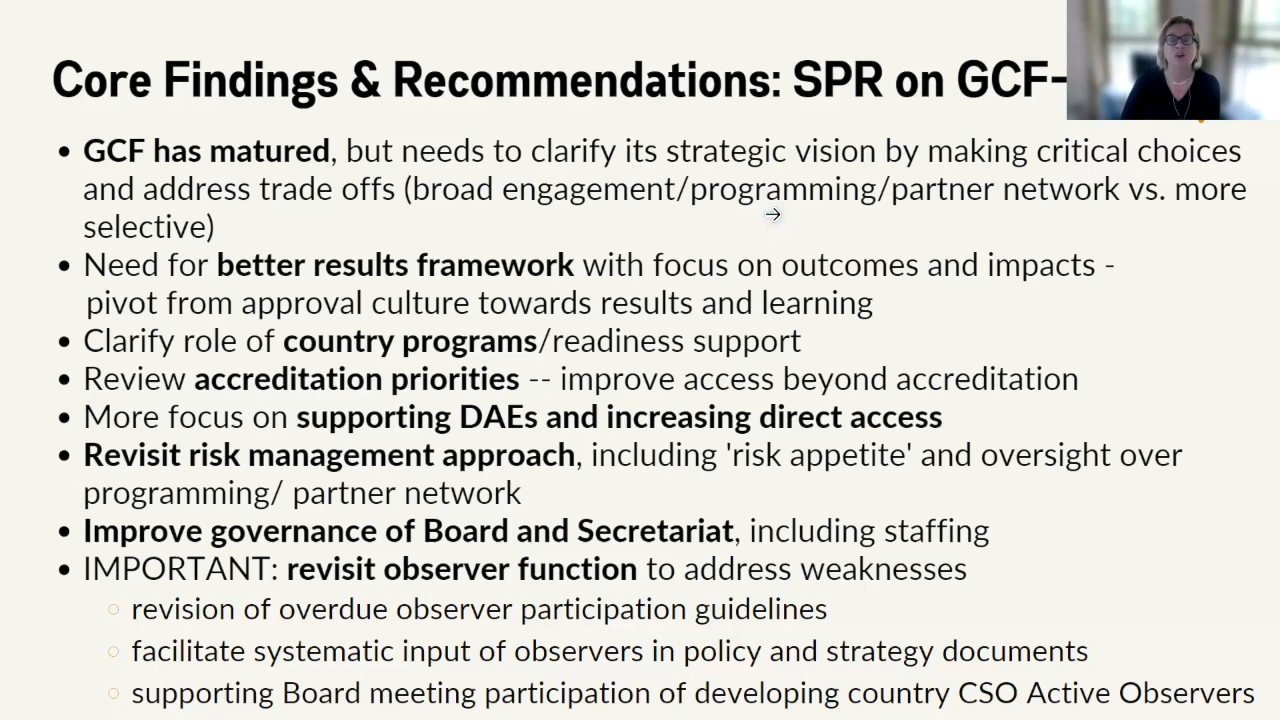 Core Findings & Recommendations: SPR on GCF-
• GCF has matured, but needs to clarify its strategic vision by making critical choices
and address trade offs (broad engagement/programming/partner network vs. more
selective)
• Need for better results framework with focus on outcomes and impacts -
pivot from approval culture towards results and learning
• Clarify role of country programs/readiness support
• Review accreditation priorities -- improve access beyond accreditation
• More focus on supporting DAEs and increasing direct access
• Revisit risk management approach, including 'risk appetite' and oversight over
programming/ partner network
• Improve governance of Board and Secretariat, including staffing
• IMPORTANT: revisit observer function to address weaknesses
○ revision of overdue observer participation guidelines
○ facilitate systematic input of observers in policy and strategy documents
○ supporting Board meeting participation of developing country CSO Active Observers